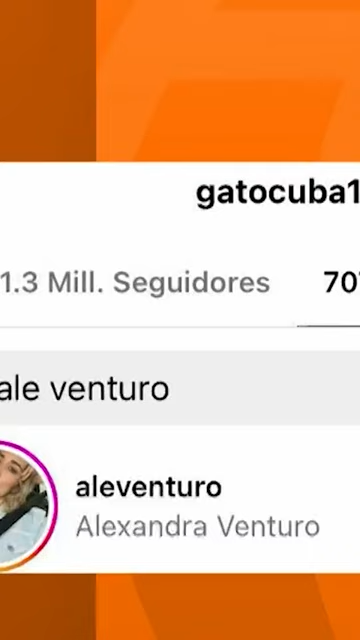 gatocuba1
1.3 Mill. Seguidores
70
ale venturo
aleventuro
Alexandra Venturo